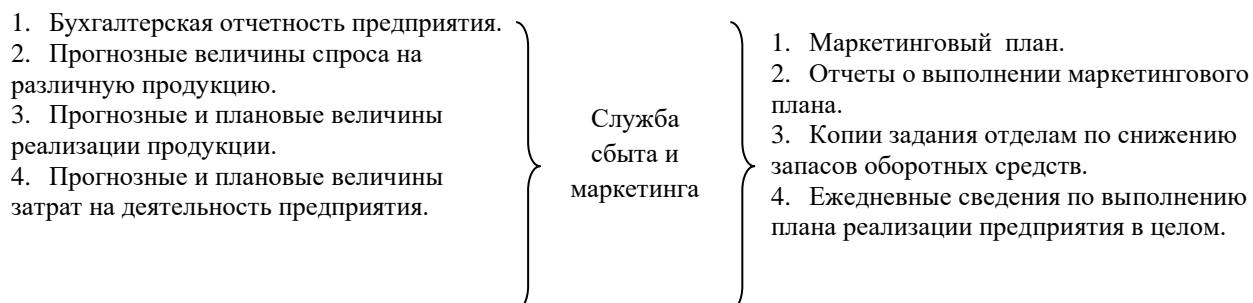 1. Бухгалтерская отчетность предприятия.
2. Прогнозные величины спроса на
различную продукцию.
3. Прогнозные и плановые величины
реализации продукции.
4. Прогнозные и плановые величины
затрат на деятельность предприятия.
Служба
сбыта и
маркетинга
1. Маркетинговый план.
2. Отчеты о выполнении маркетингового
плана.
3. Копии задания отделам по снижению
запасов оборотных средств.
4. Ежедневные сведения по выполнению
плана реализации предприятия в целом.